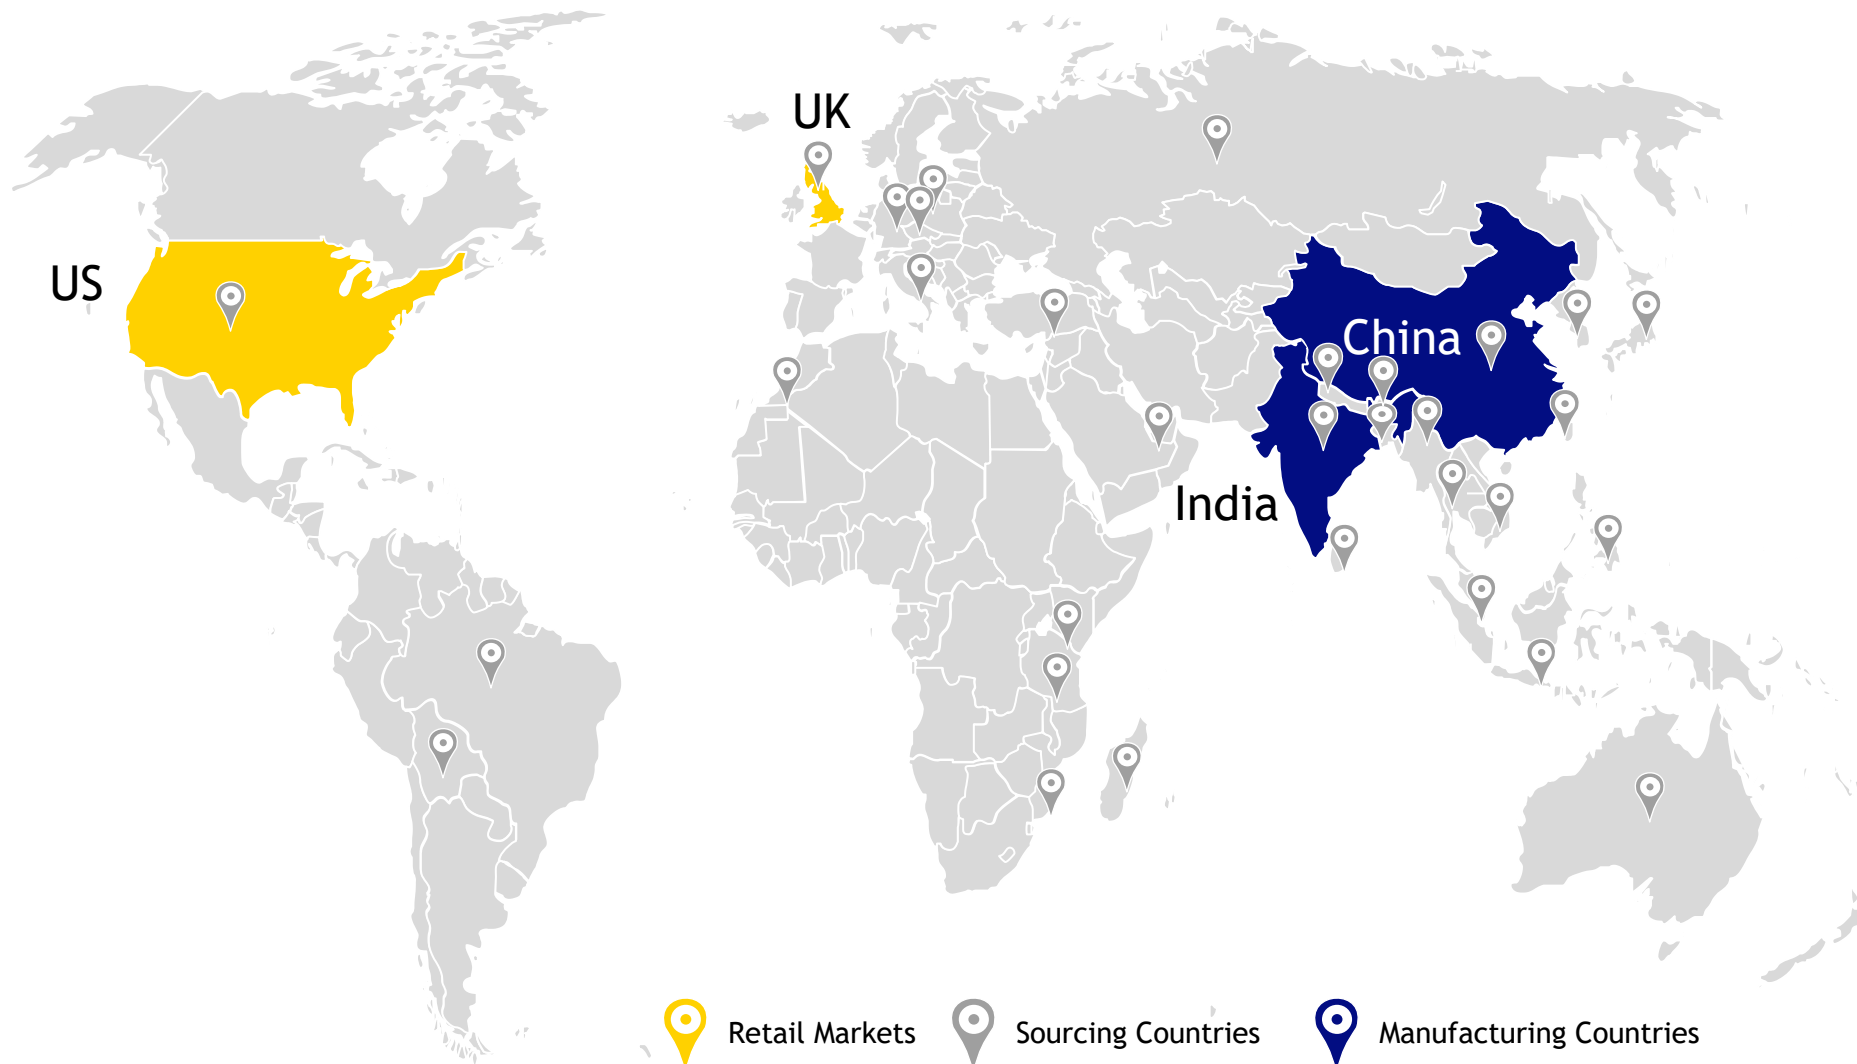 UK
US
China
India
Retail Markets
Sourcing Countries
Manufacturing Countries